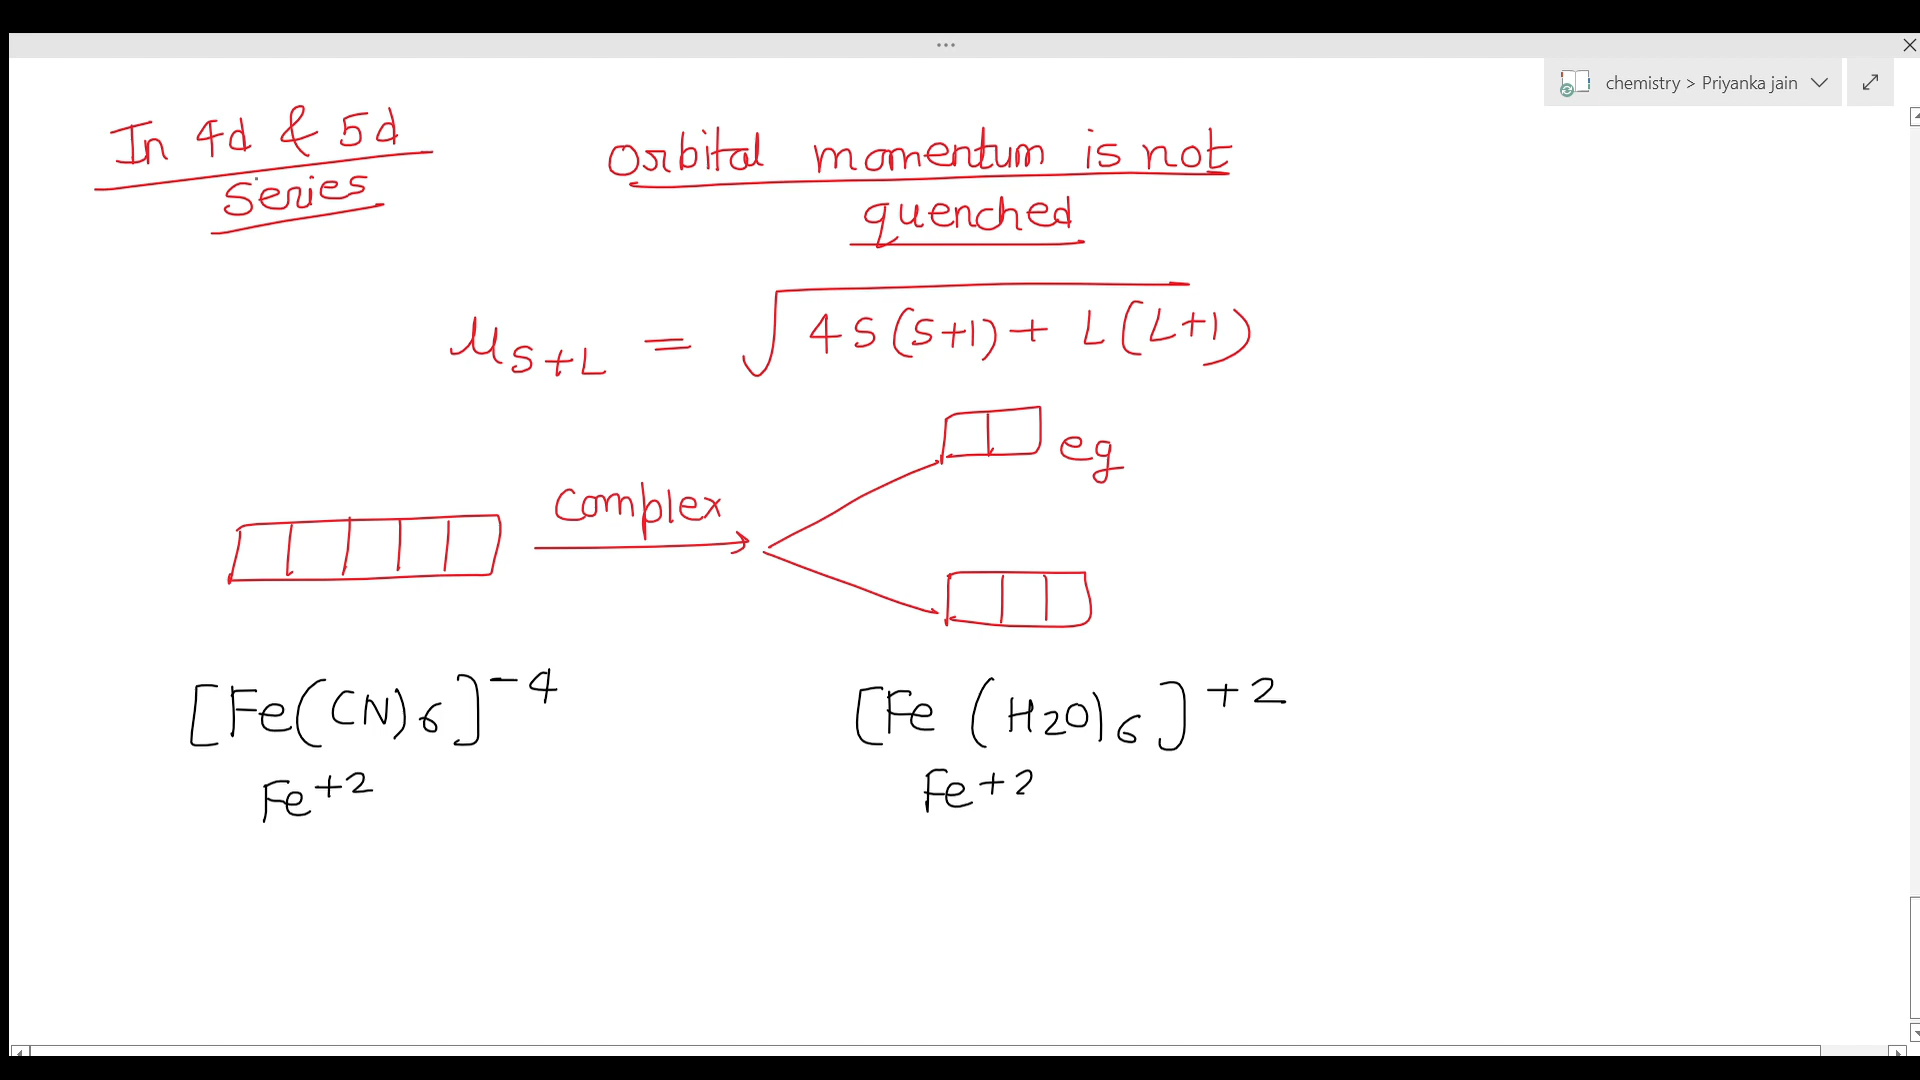 chemistry > Priyanka jain
In 4d & 5d
Series
Orbital momentum is not
quenched
μS+L = √4S(S+1) + L(L+1)
eg
Complex
[Fe(CN)6]-4
[Fe(H2O)6]+2
Fe+2
Fe+2